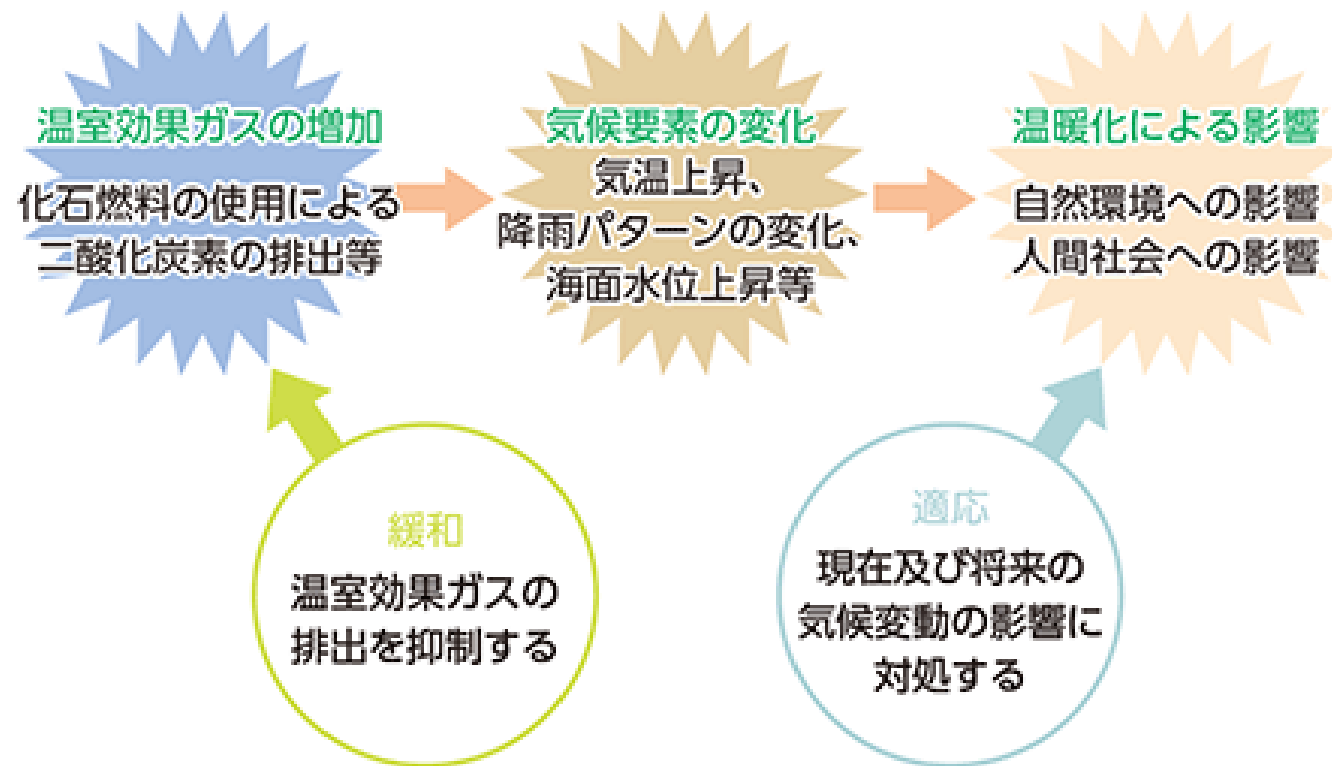 温室効果ガスの増加
化石燃料の使用による
二酸化炭素の排出等
気候要素の変化
気温上昇、
降雨パターンの変化、
海面水位上昇等
温暖化による影響
自然環境への影響
人間社会への影響
緩和
温室効果ガスの
排出を抑制する
適応
現在及び将来の
気候変動の影響に
対処する